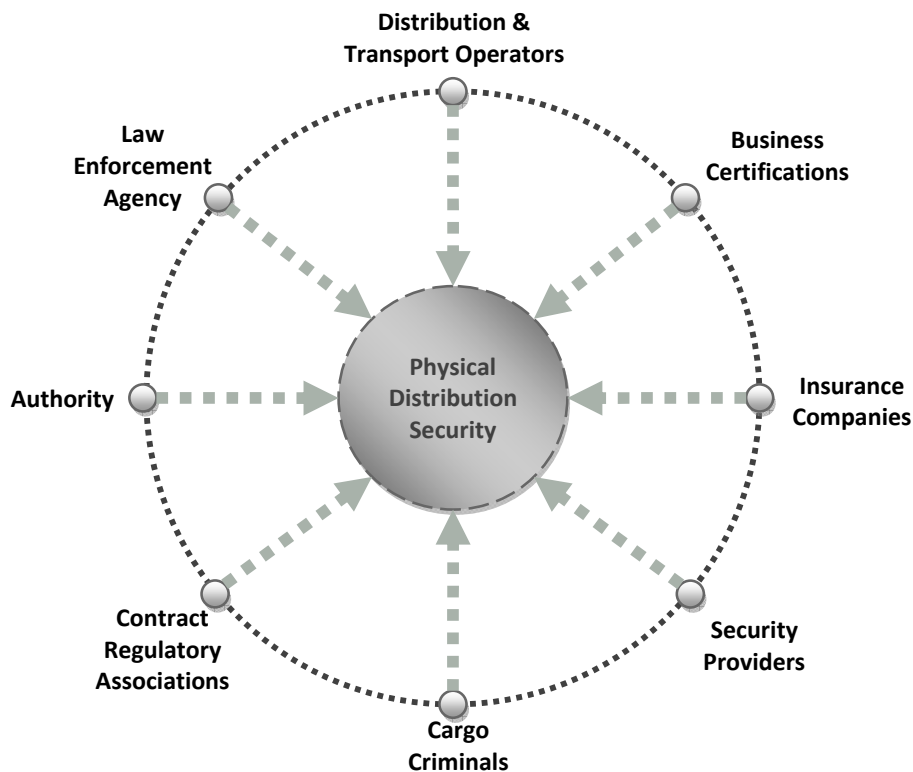 Distribution &
Transport Operators
Law
Enforcement
Agency
Business
Certifications
Physical
Distribution
Security
Authority
Insurance
Companies
Contract
Regulatory
Associations
Security
Providers
Cargo
Criminals